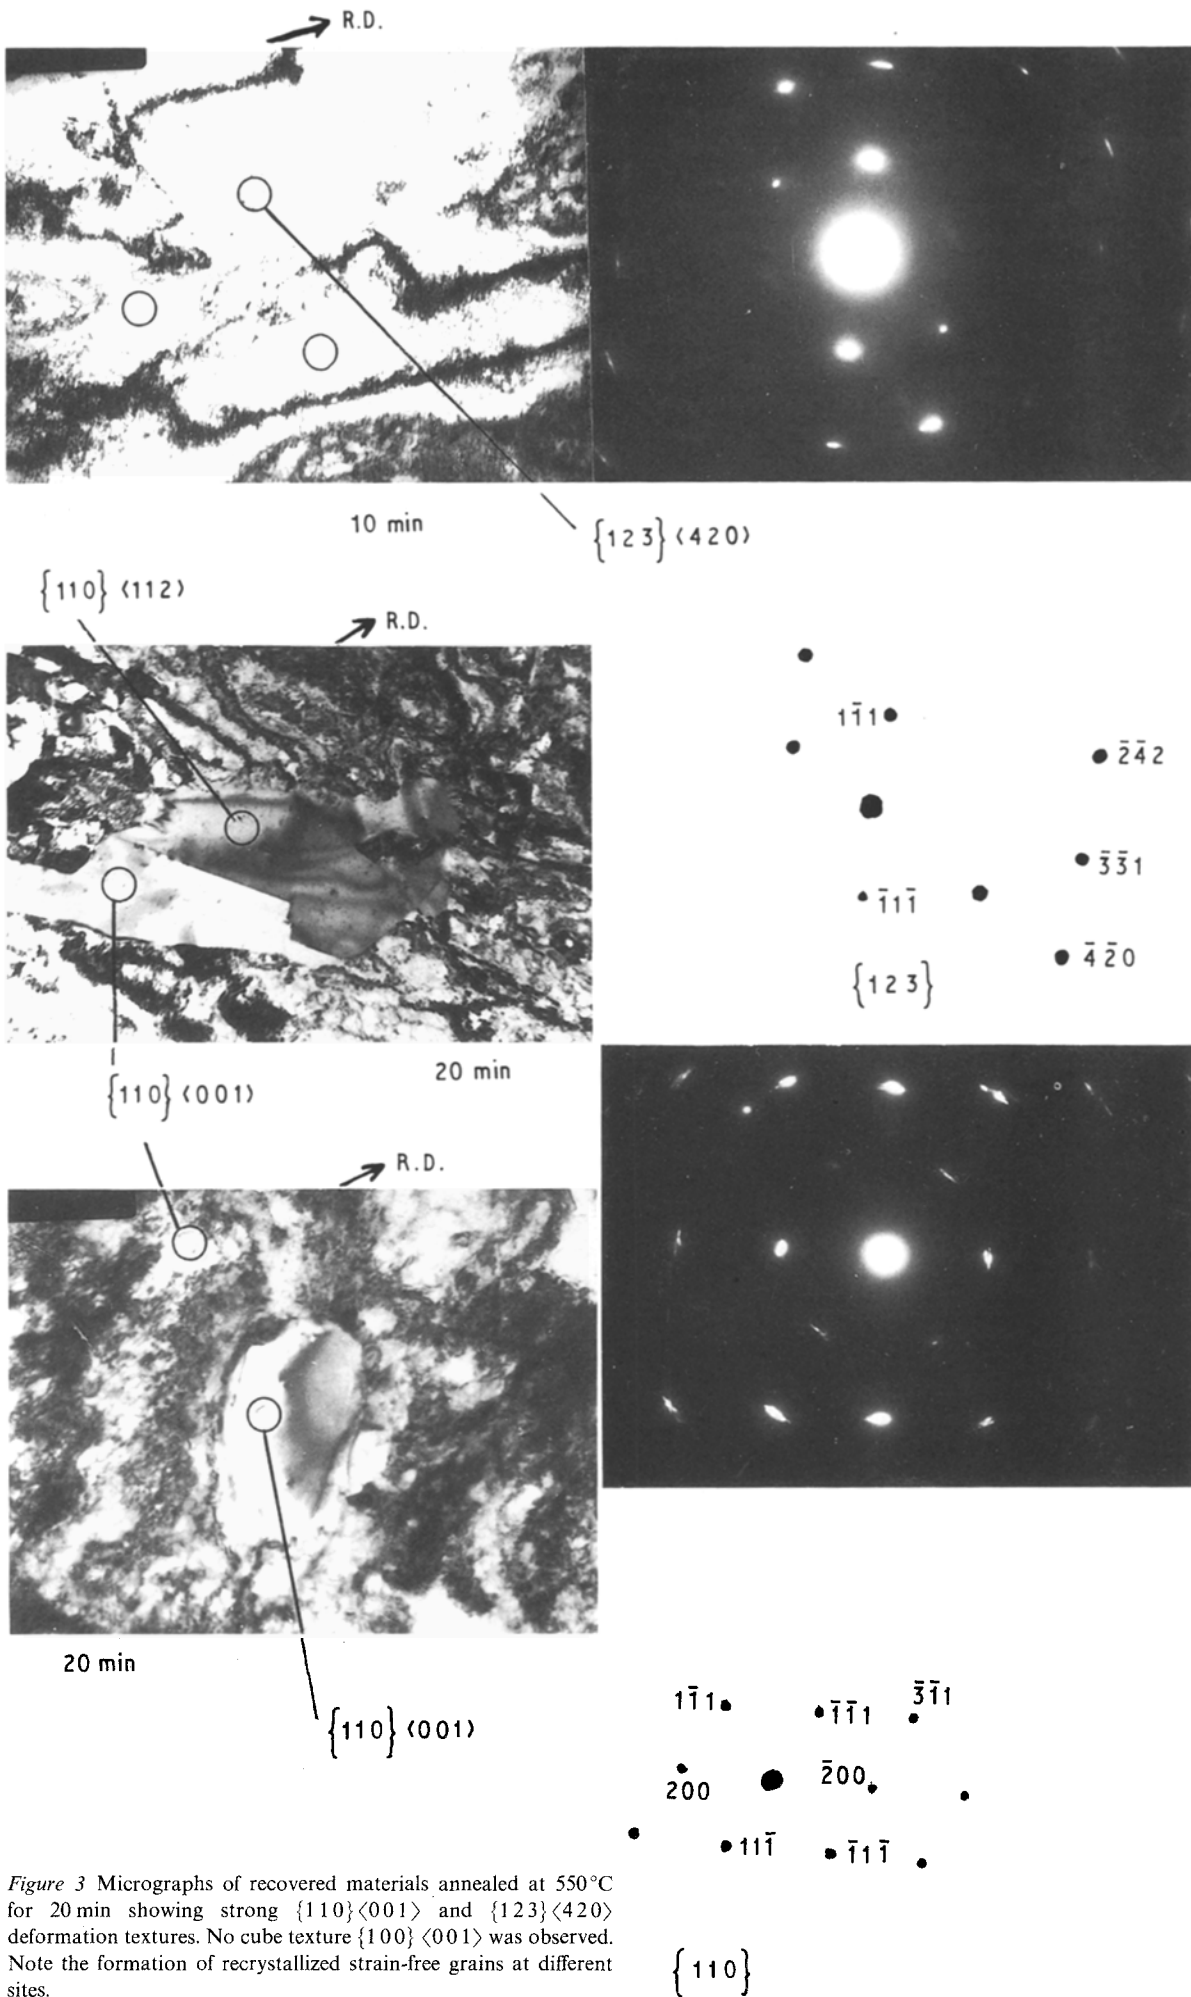 R.D.
10 min
{123} ⟨420⟩
{110} ⟨112⟩
R.D.
20 min
{110} ⟨001⟩
11̄1
2̄4̄2
3̄3̄1
1̄11̄
4̄2̄0
{123}
R.D.
20 min
{110} ⟨001⟩
11̄1
1̄1̄1
3̄1̄1
200
2̄00
111̄
1̄11̄
{110}
Figure 3 Micrographs of recovered materials annealed at 550°C
for 20 min showing strong {110}⟨001⟩ and {123}⟨420⟩
deformation textures. No cube texture {100} ⟨001⟩ was observed.
Note the formation of recrystallized strain-free grains at different
sites.